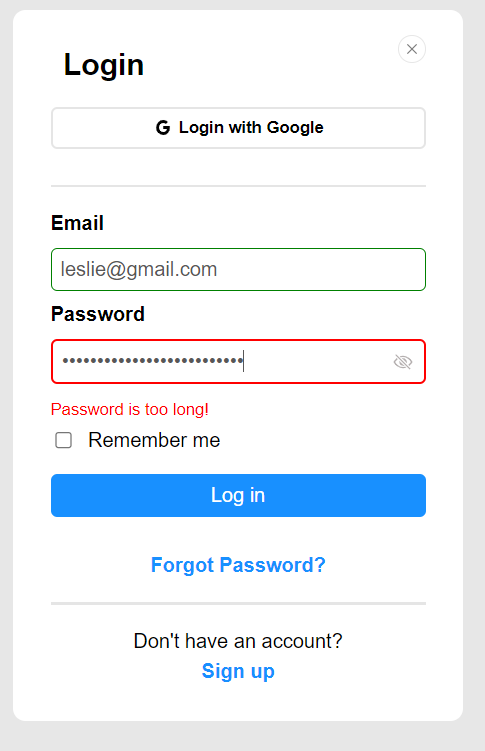 Login
Login with Google
Email
leslie@gmail.com
Password
••••••••••••••••••••••••••
Password is too long!
Remember me
Log in
Forgot Password?
Don't have an account?
Sign up